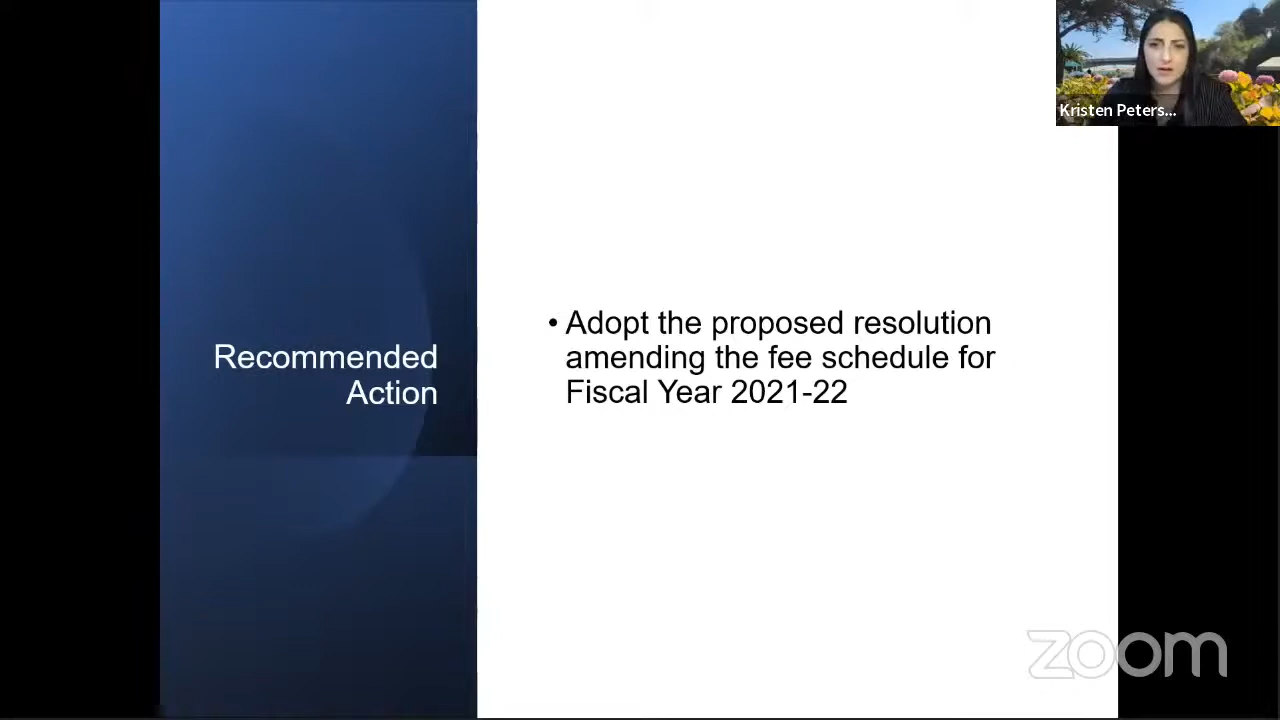 Kristen Peters...
Recommended
Action
• Adopt the proposed resolution
amending the fee schedule for
Fiscal Year 2021-22
zoom